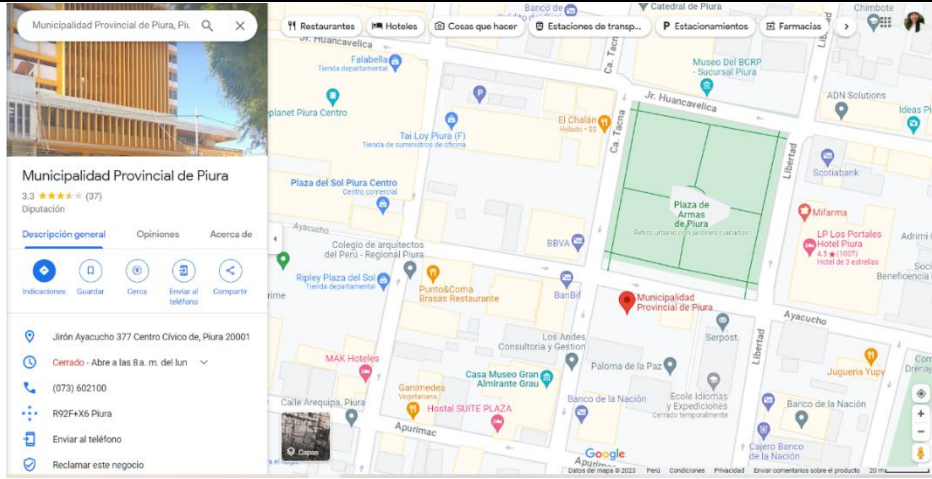 Municipalidad Provincial de Piura, Piu
Municipalidad Provincial de Piura
3.3 (37)
Diputación
Descripción general
Opiniones
Acerca de
Indicaciones
Guardar
Cerca
Enviar al
teléfono
Compartir
Jirón Ayacucho 377 Centro Cívico de, Piura 20001
Cerrado · Abre a las 8 a. m. del lun
(073) 602100
R92F+X6 Piura
Enviar al teléfono
Reclamar este negocio
Restaurantes
Hoteles
Cosas que hacer
Estaciones de transp...
Estacionamientos
Farmacias
Banco de
Catedral de Piura
Chimbote
Jr. Huancavelica
Falabella
Tienda departamental
Ca. Tacna
Museo Del BCRP
- Sucursal Piura
ADN Solutions
Ideas Pi
planet Piura Centro
Jr. Huancavelica
El Chalán
Helado • $$
Ca. Tacna
Tai Loy Piura (F)
Tienda de suministros de oficina
Libertad
Scotiabank
Plaza del Sol Piura Centro
Centro comercial
Plaza de
Armas
de Piura
Retiro urbano con jardines cuidados
Mifarma
LP Los Portales
Hotel Piura
4.5 (1007)
Hotel de 3 estrellas
Adrimi
Ayacucho
Colegio de arquitectos
del Perú - Regional Piura
BBVA
Soci
Beneficencia
Ripley Plaza del Sol
Tienda departamental
Punto&Coma
Brasas Restaurante
BanBif
Municipalidad
Provincial de Piura
Ayacucho
Serpost
Libertad
Los Andes
Consultoria y Gestion
MAK Hoteles
Casa Museo Gran
Almirante Grau
Paloma de la Paz
Jugueria Yupy
Com
Drenaj
Ganimedes
Vegetariana
Ecole Idiomas
y Expediciones
Cerrado temporalmente
Calle Arequipa, Piura
Hostal SUITE PLAZA
Banco de la Nación
Banco de la Nación
Apurimac
Cajero Banco
de la Nación
Capas
Google
Apurimac
Datos del mapa © 2023
Perú
Condiciones
Privacidad
Enviar comentarios sobre el producto
20 m